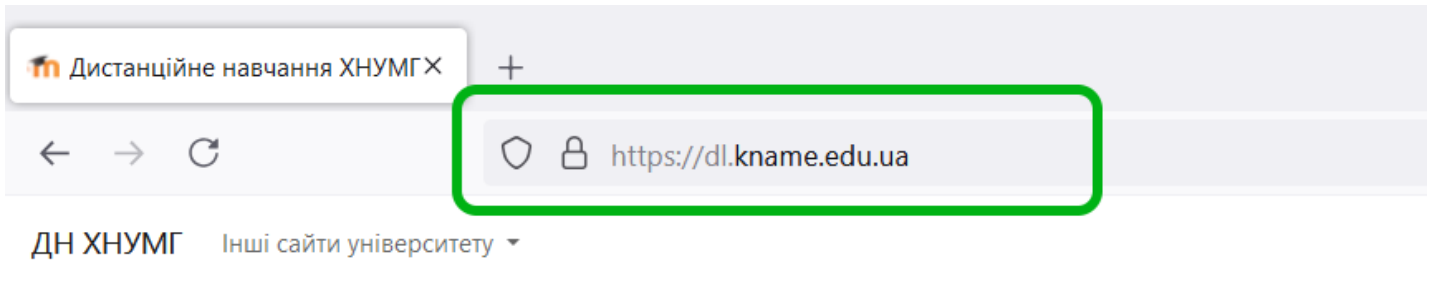 Дистанційне навчання ХНУМГ
https://dl.kname.edu.ua
ДН ХНУМГ Інші сайти університету